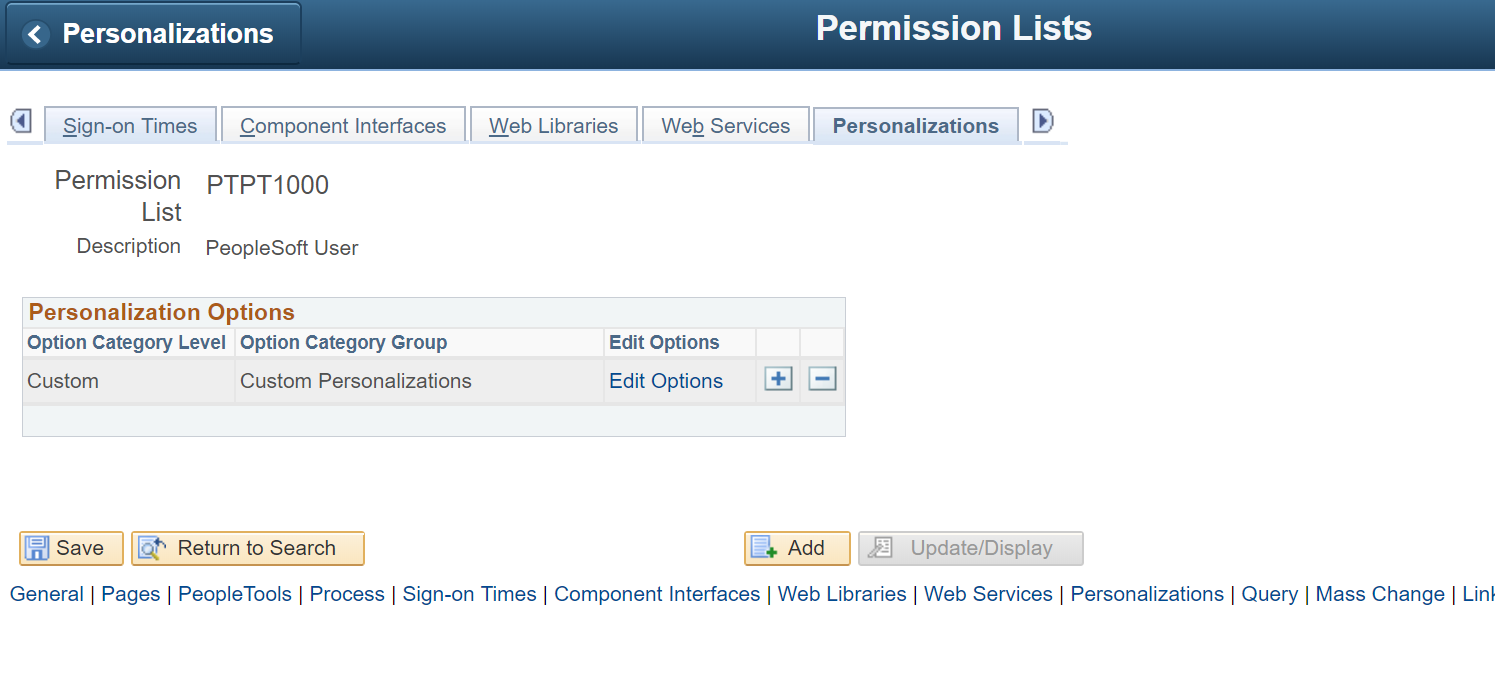 Personalizations
Permission Lists
Sign-on Times Component Interfaces Web Libraries Web Services Personalizations
Permission List PTPT1000
Description PeopleSoft User
Personalization Options
Option Category Level Option Category Group Edit Options
Custom Custom Personalizations Edit Options
Save Return to Search Add Update/Display
General | Pages | PeopleTools | Process | Sign-on Times | Component Interfaces | Web Libraries | Web Services | Personalizations | Query | Mass Change | Link